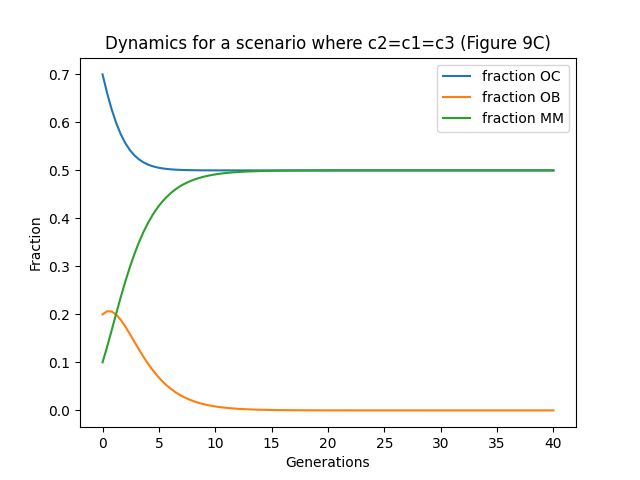 Dynamics for a scenario where c2=c1=c3 (Figure 9C)
fraction OC
fraction OB
fraction MM
Fraction
0.7
0.6
0.5
0.4
0.3
0.2
0.1
0.0
0 5 10 15 20 25 30 35 40
Generations